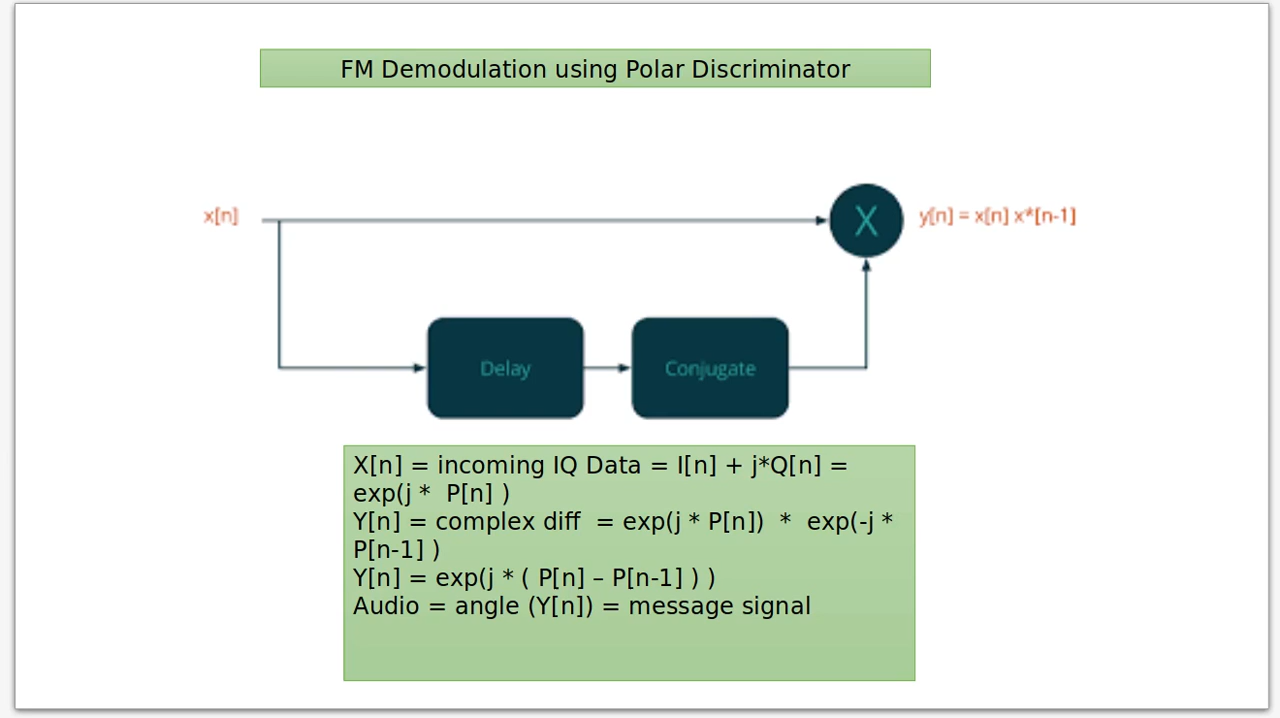 FM Demodulation using Polar Discriminator
x[n]
X
y[n] = x[n] x*[n-1]
Delay
Conjugate
X[n] = incoming IQ Data = I[n] + j*Q[n] =
exp(j *  P[n] )
Y[n] = complex diff  = exp(j * P[n])  *  exp(-j *
P[n-1] )
Y[n] = exp(j * ( P[n] – P[n-1] ) )
Audio = angle (Y[n]) = message signal